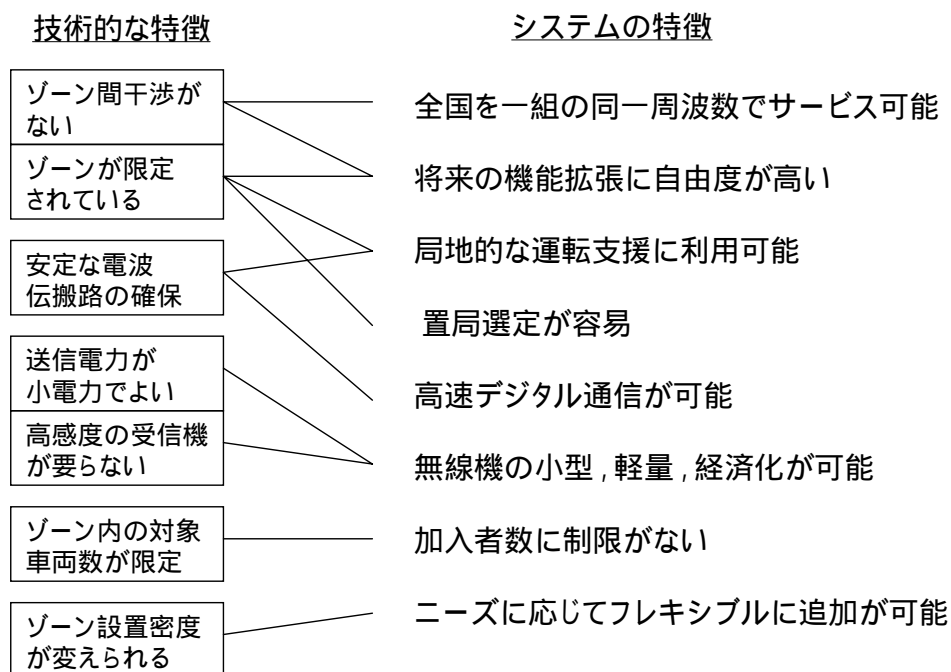 技術的な特徴
システムの特徴
ゾーン間干渉が
ない
ゾーンが限定
されている
安定な電波
伝搬路の確保
送信電力が
小電力でよい
高感度の受信機
が要らない
ゾーン内の対象
車両数が限定
ゾーン設置密度
が変えられる
全国を一組の同一周波数でサービス可能
将来の機能拡張に自由度が高い
局地的な運転支援に利用可能
置局選定が容易
高速デジタル通信が可能
無線機の小型,軽量,経済化が可能
加入者数に制限がない
ニーズに応じてフレキシブルに追加が可能